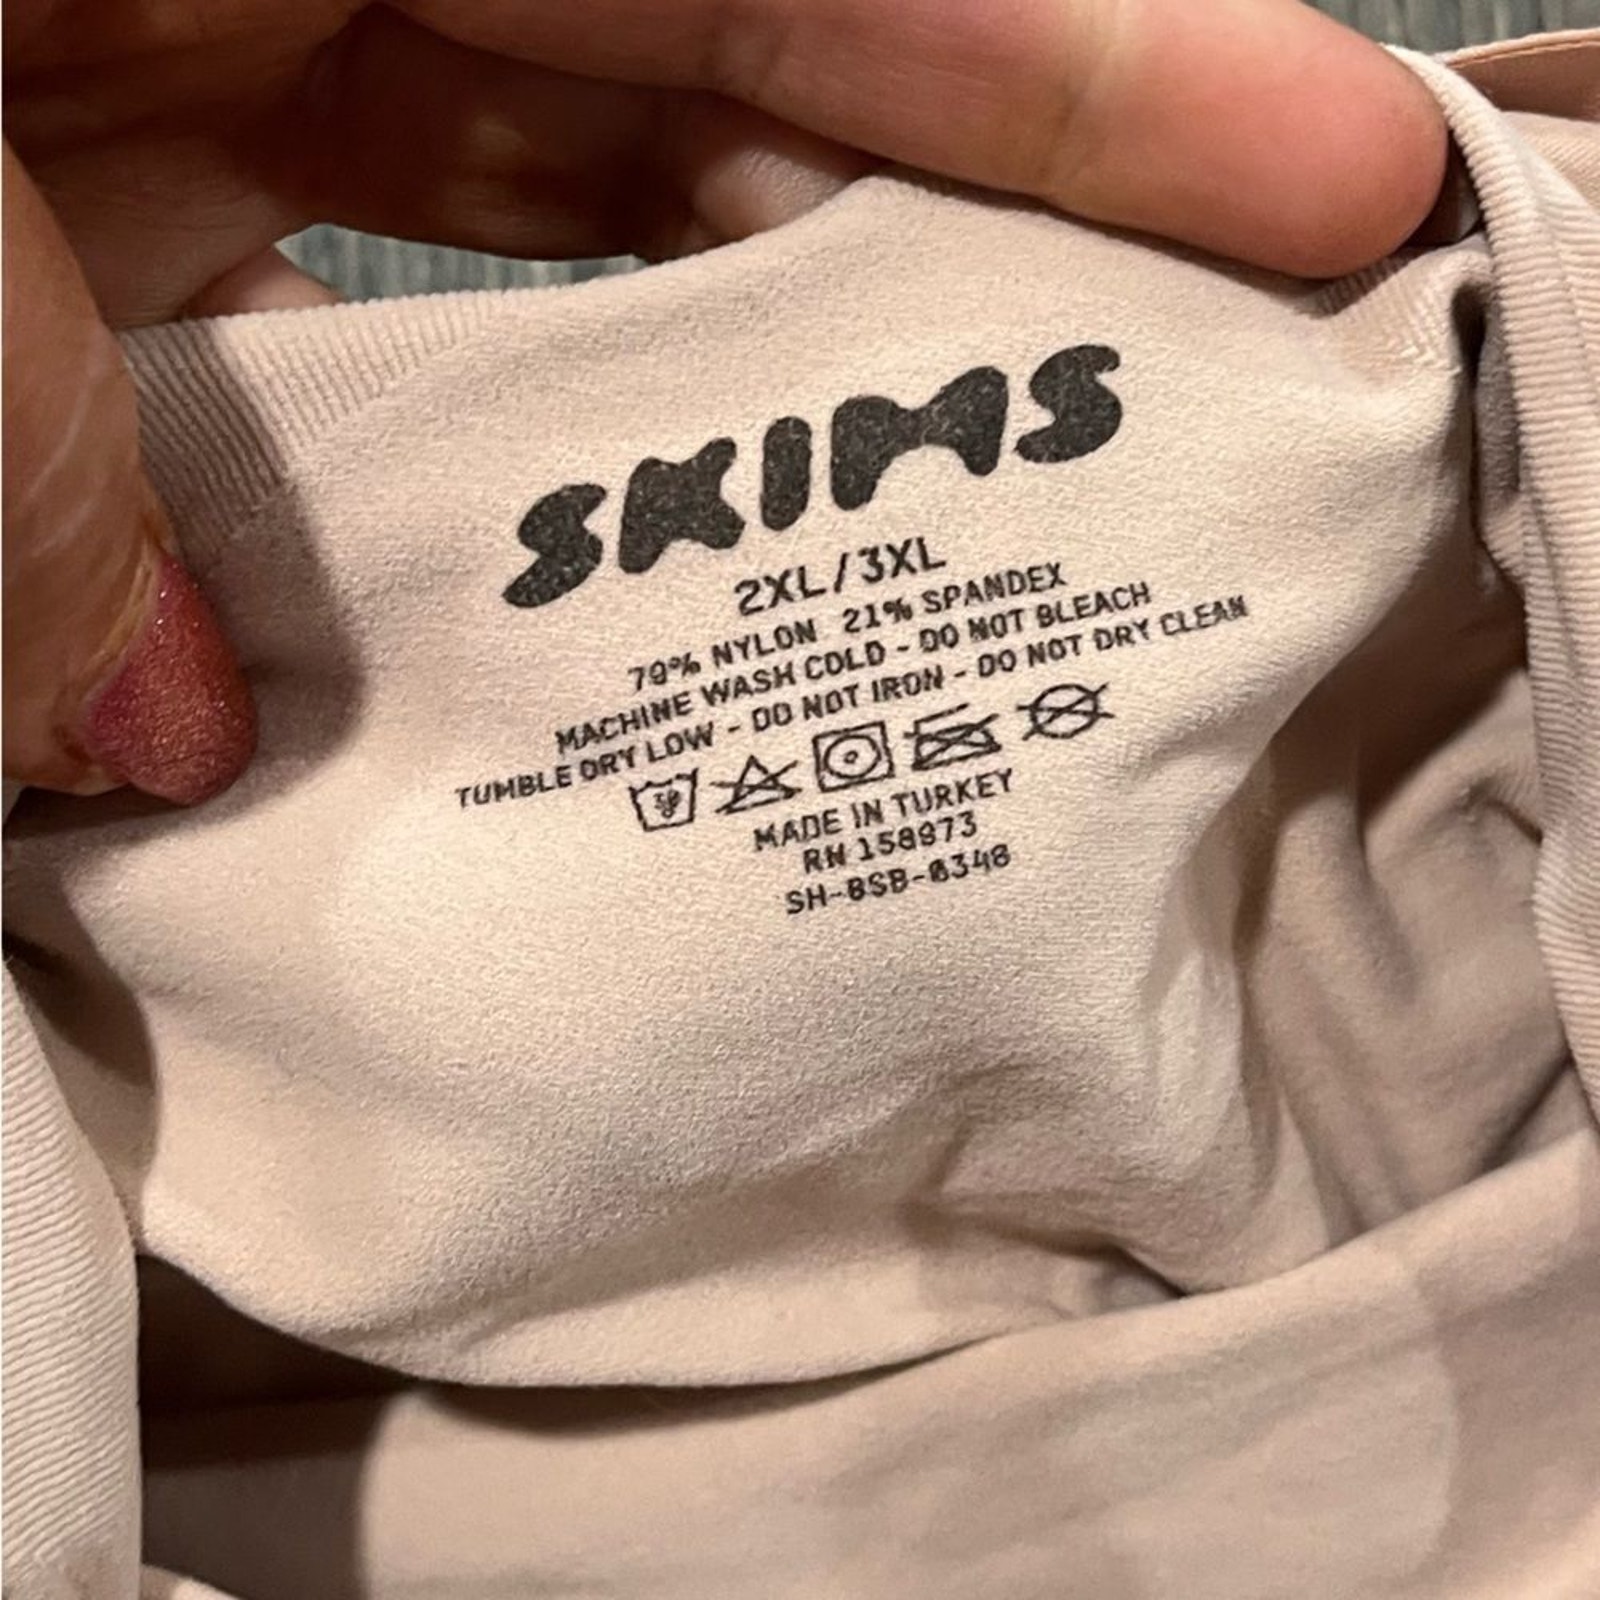 SKIMS
2XL/3XL
79% NYLON 21% SPANDEX
MACHINE WASH COLD - DO NOT BLEACH
TUMBLE DRY LOW - DO NOT IRON - DO NOT DRY CLEAN
MADE IN TURKEY
RN 158973
SH-BSB-0348